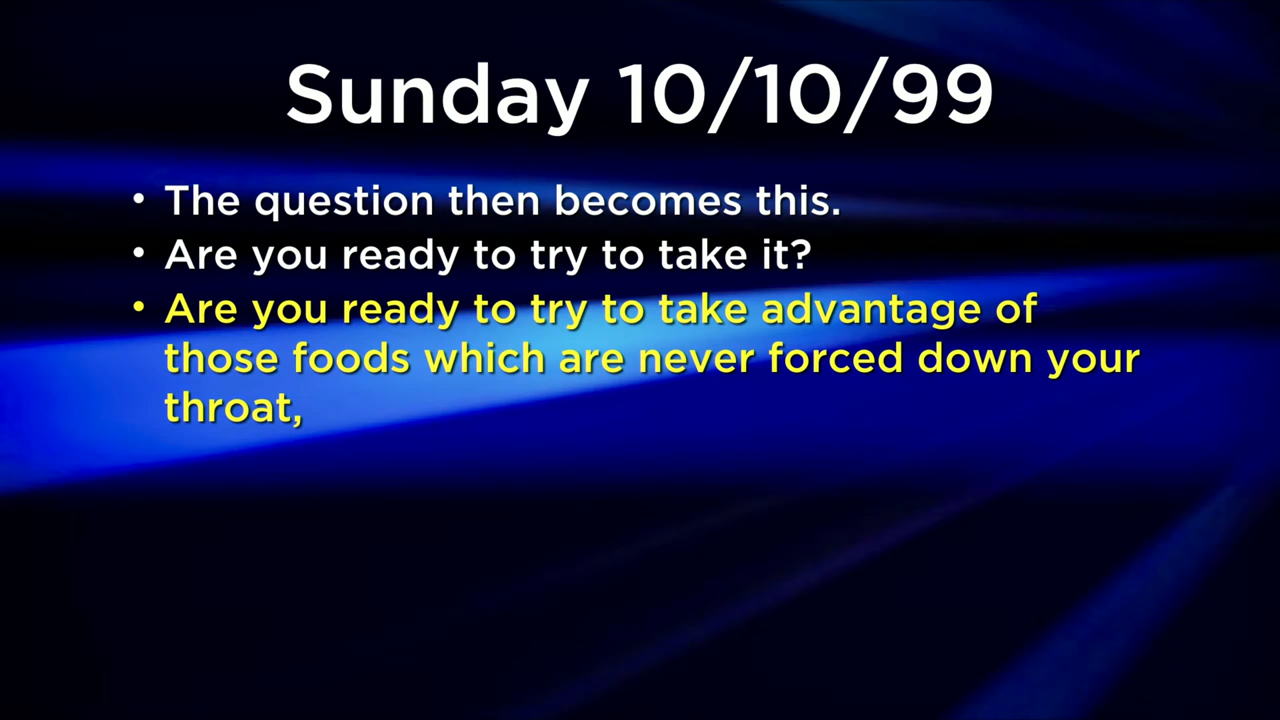 Sunday 10/10/99
• The question then becomes this.
• Are you ready to try to take it?
• Are you ready to try to take advantage of
those foods which are never forced down your
throat,